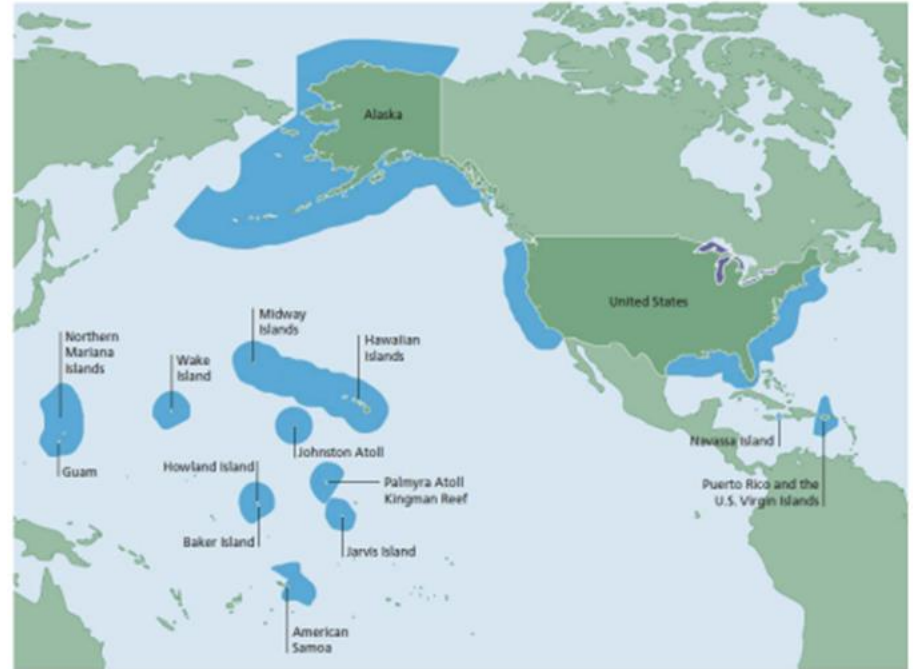 Alaska
United States
Midway
Islands
Hawaiian
Islands
Northern
Mariana
Islands
Wake
Island
Guam
Johnston Atoll
Howland Island
Palmyra Atoll
Kingman Reef
Baker Island
Jarvis Island
American
Samoa
Navassa Island
Puerto Rico and the
U.S. Virgin Islands